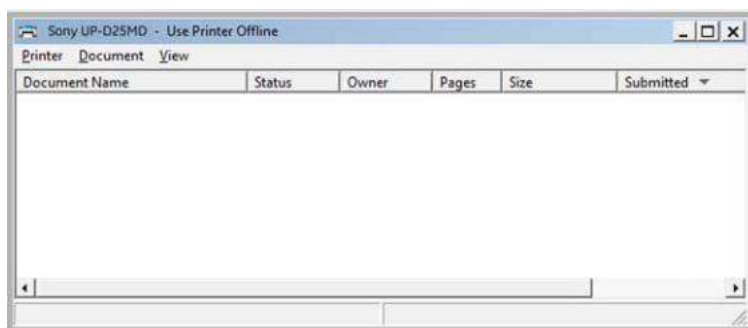 Sony UP-D25MD - Use Printer Offline
Printer Document View
Document Name Status Owner Pages Size Submitted